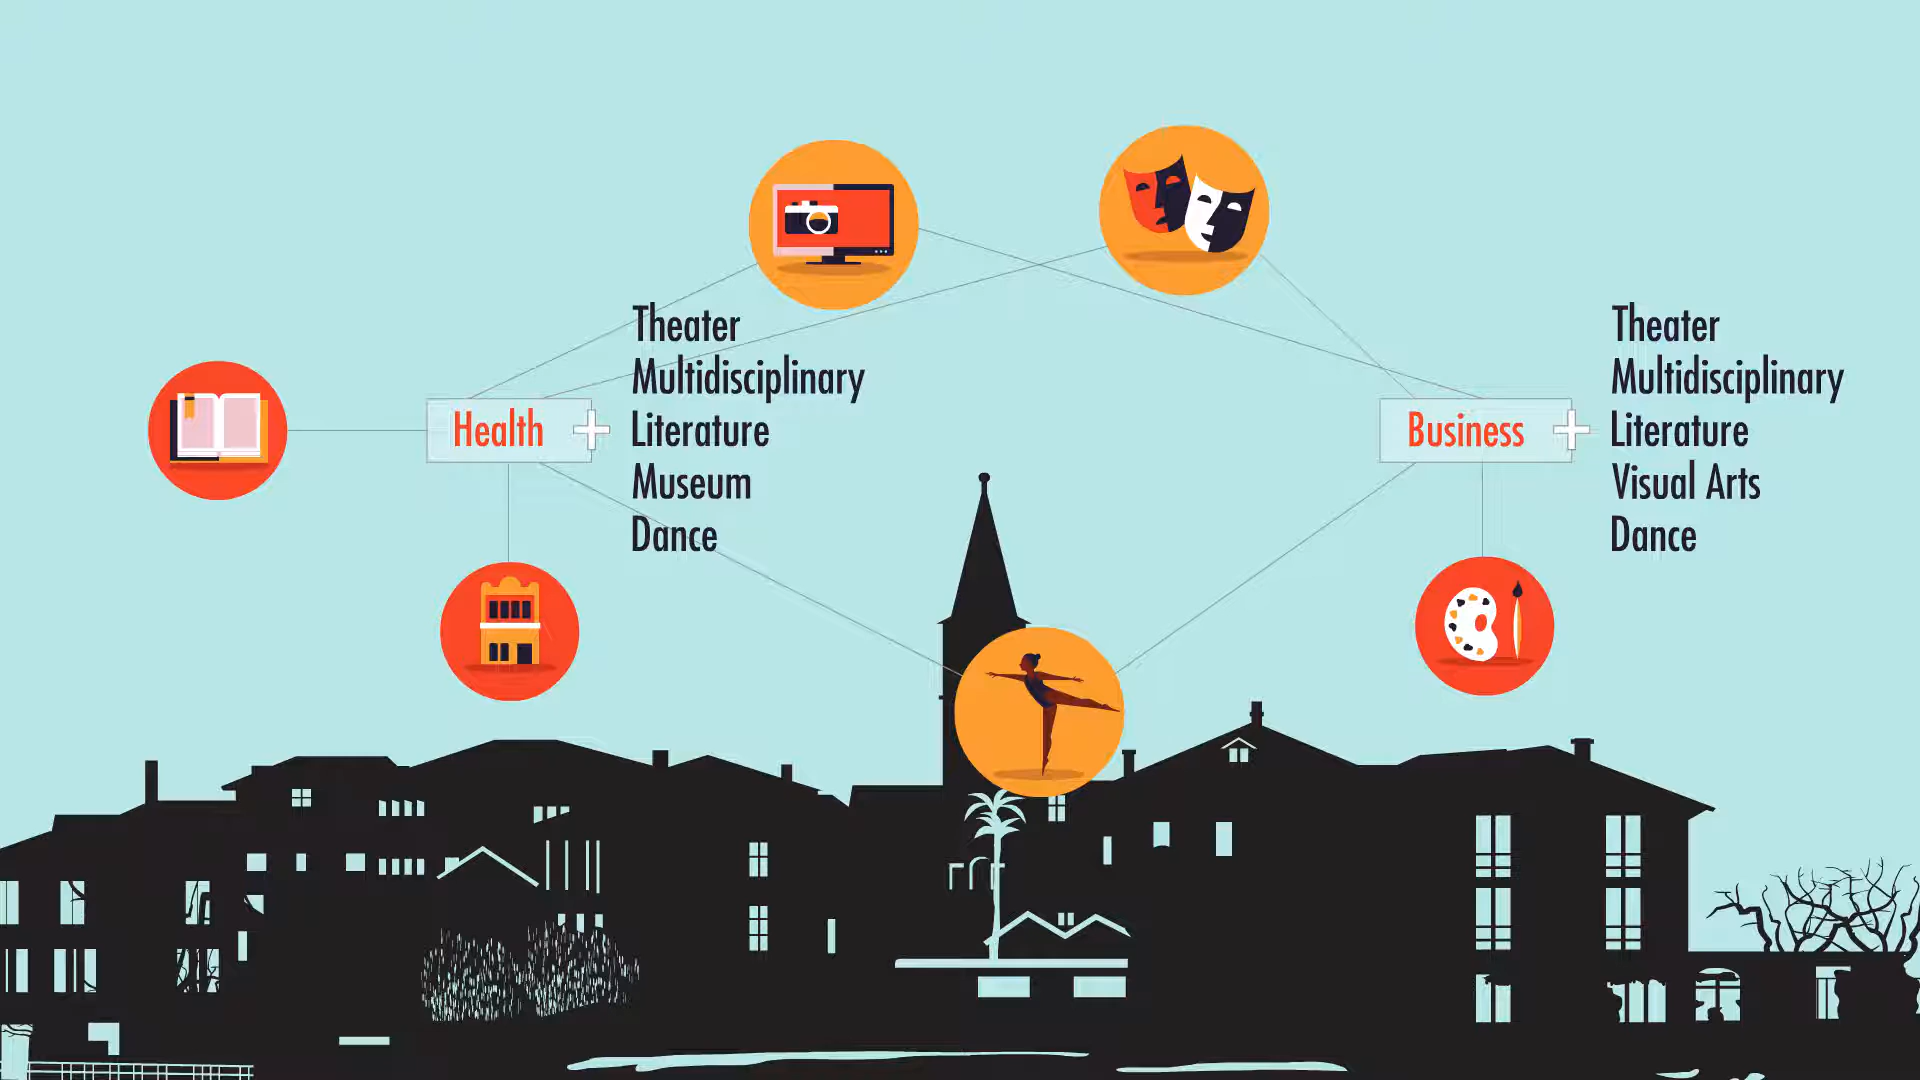 Health
Theater
Multidisciplinary
Literature
Museum
Dance
Business
Theater
Multidisciplinary
Literature
Visual Arts
Dance